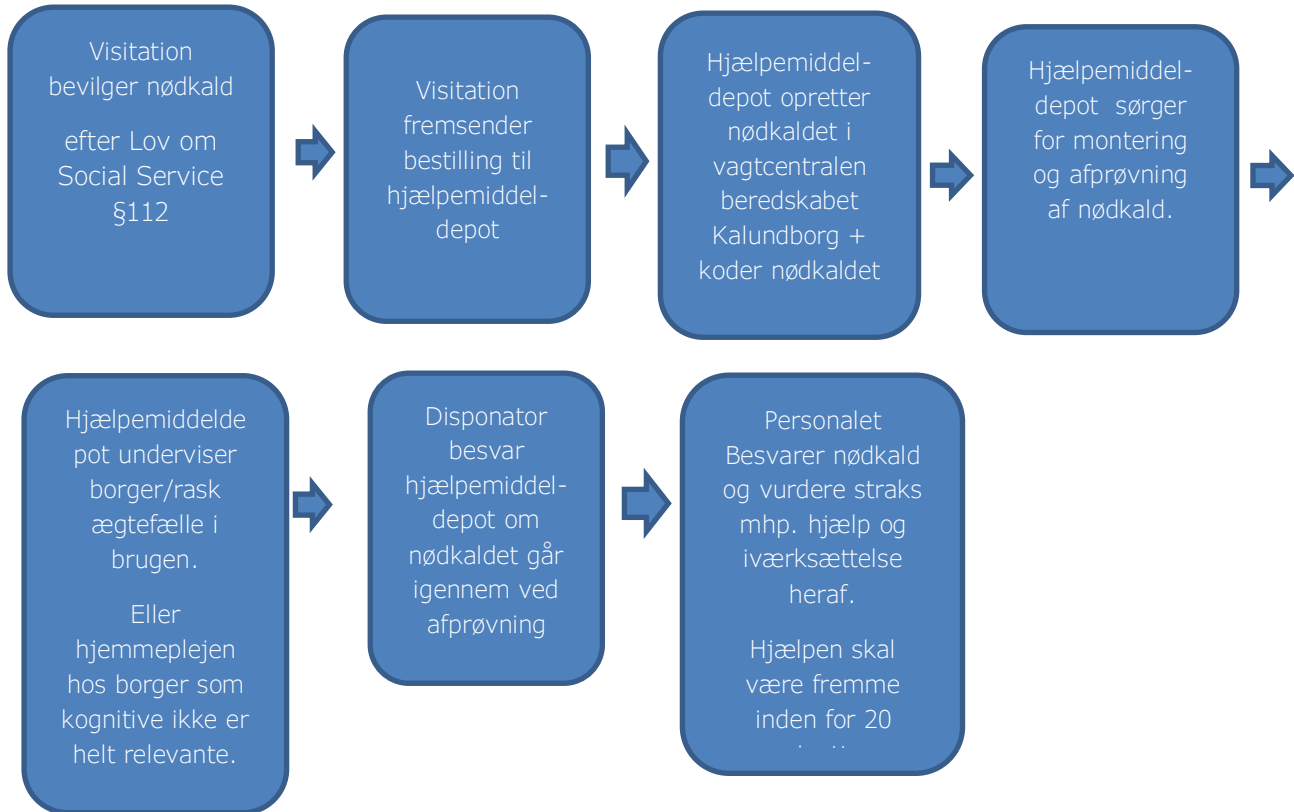 Visitation
bevilger nødkald
efter Lov om
Social Service
§112
Visitation
fremsender
bestilling til
hjælpemiddel-
depot
Hjælpemiddel-
depot opretter
nødkaldet i
vagtcentralen
beredskabet
Kalundborg +
koder nødkaldet
Hjælpemiddel-
depot sørger
for montering
og afprøvning
af nødkald.
Hjælpemiddelde
pot underviser
borger/rask
ægtefælle i
brugen.
Eller
hjemmeplejen
hos borger som
kognitive ikke er
helt relevante.
Disponator
besvar
hjælpemiddel-
depot om
nødkaldet går
igennem ved
afprøvning
Personalet
Besvarer nødkald
og vurdere straks
mhp. hjælp og
iværksættelse
heraf.
Hjælpen skal
være fremme
inden for 20